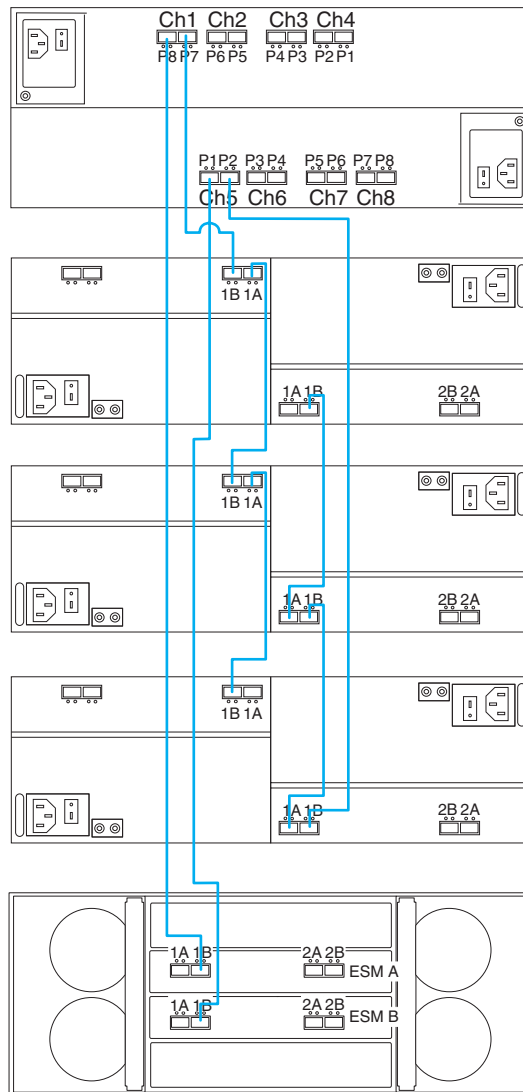 Ch1 Ch2 Ch3 Ch4
P8 P7 P6 P5 P4 P3 P2 P1
P1 P2 P3 P4 P5 P6 P7 P8
Ch5 Ch6 Ch7 Ch8
1B 1A
1A 1B 2B 2A
1B 1A
1A 1B 2B 2A
1B 1A
1A 1B 2B 2A
1A 1B 2A 2B
ESM A
1A 1B 2A 2B
ESM B